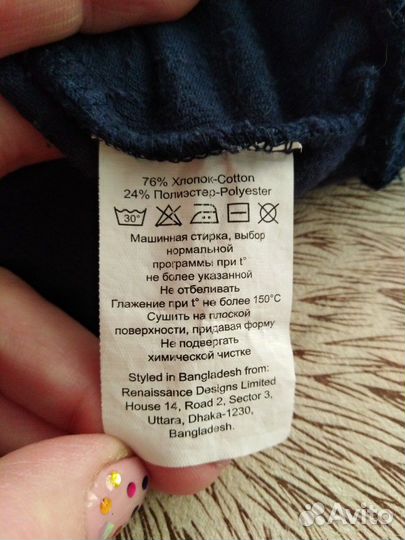 76% Хлопок-Cotton
24% Полиэстер-Polyester
30°
Машинная стирка, выбор
нормальной
программы при t°
не более указанной
Не отбеливать
Глажение при t° не более 150°C
Сушить на плоской
поверхности, придавая форму
Не подвергать
химической чистке
Styled in Bangladesh from:
Renaissance Designs Limited
House 14, Road 2, Sector 3,
Uttara, Dhaka-1230,
Bangladesh.
Avito